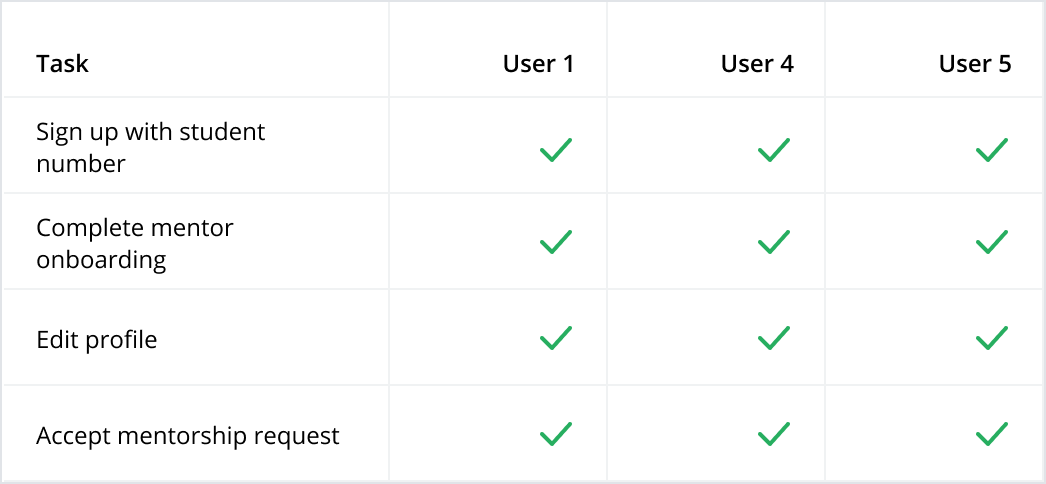 Task
User 1
User 4
User 5
Sign up with student
number
Complete mentor
onboarding
Edit profile
Accept mentorship request